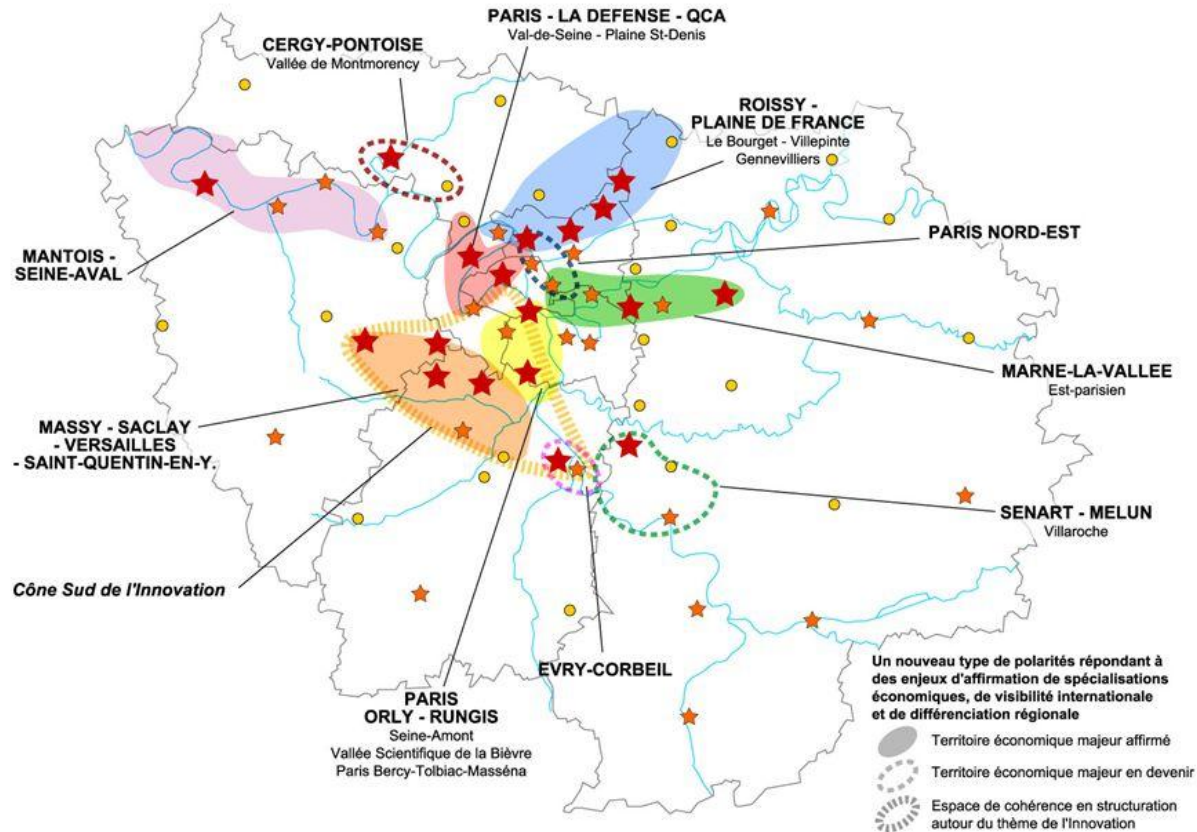 PARIS - LA DEFENSE - QCA
Val-de-Seine - Plaine St-Denis
CERGY-PONTOISE
Vallée de Montmorency
ROISSY -
PLAINE DE FRANCE
Le Bourget - Villepinte
Gennevilliers
PARIS NORD-EST
MANTOIS -
SEINE-AVAL
MARNE-LA-VALLEE
Est-parisien
MASSY - SACLAY
- VERSAILLES
- SAINT-QUENTIN-EN-Y.
SENART - MELUN
Villaroche
Cône Sud de l'Innovation
EVRY-CORBEIL
PARIS
ORLY - RUNGIS
Seine-Amont
Vallée Scientifique de la Bièvre
Paris Bercy-Tolbiac-Masséna
Un nouveau type de polarités répondant à
des enjeux d'affirmation de spécialisations
économiques, de visibilité internationale
et de différenciation régionale
Territoire économique majeur affirmé
Territoire économique majeur en devenir
Espace de cohérence en structuration
autour du thème de l'Innovation